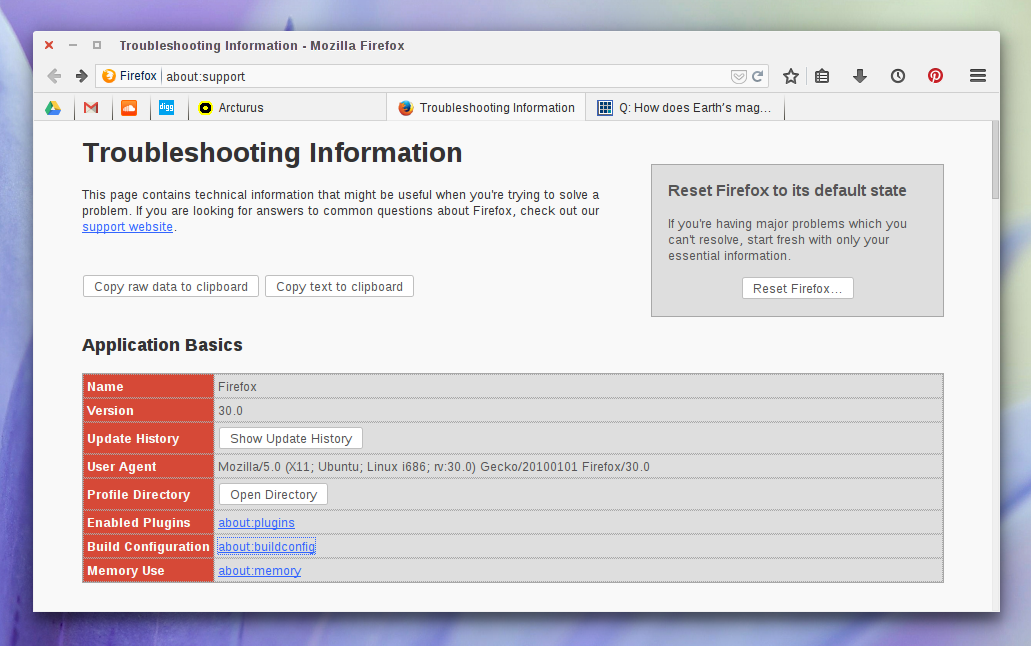 Troubleshooting Information - Mozilla Firefox
Firefox about:support
digg Arcturus Troubleshooting Information Q: How does Earth's mag…
Troubleshooting Information
This page contains technical information that might be useful when you're trying to solve a
problem. If you are looking for answers to common questions about Firefox, check out our
support website.
Reset Firefox to its default state
If you're having major problems which you
can't resolve, start fresh with only your
essential information.
Reset Firefox…
Copy raw data to clipboard Copy text to clipboard
Application Basics
Name Firefox
Version 30.0
Update History Show Update History
User Agent Mozilla/5.0 (X11; Ubuntu; Linux i686; rv:30.0) Gecko/20100101 Firefox/30.0
Profile Directory Open Directory
Enabled Plugins about:plugins
Build Configuration about:buildconfig
Memory Use about:memory